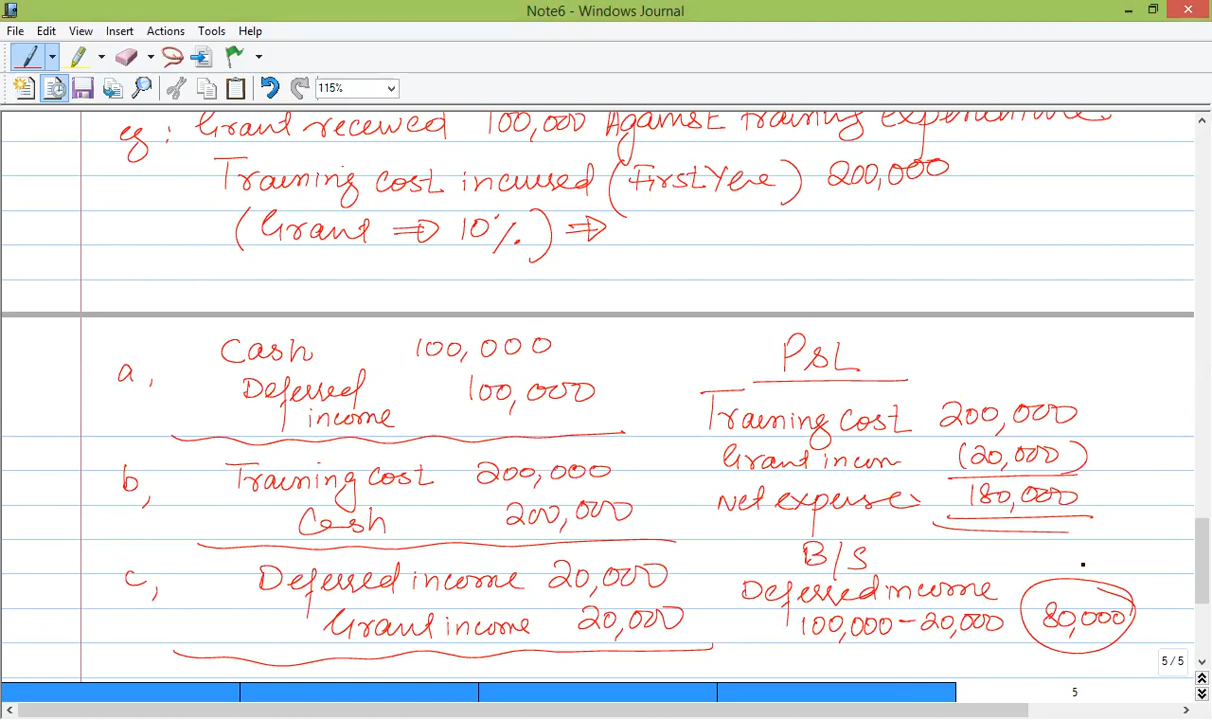 Note6 - Windows Journal
File Edit View Insert Actions Tools Help
115%
eg : Grant received 100,000 Against training expenditure.
Training cost incurred (First Year) 200,000
(Grant ⇒ 10%) ⇒
a, Cash 100,000
Deferred income 100,000
b, Training cost 200,000
Cash 200,000
c, Deferred income 20,000
Grant income 20,000
P&L
Training cost 200,000
Grant incom (20,000)
Net expenses 180,000
B/S
Deferred income
100,000 - 20,000 80,000
5 / 5
5